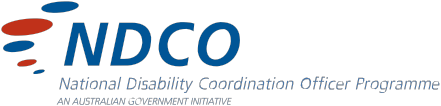 NDCO
National Disability Coordination Officer Programme
AN AUSTRALIAN GOVERNMENT INITIATIVE